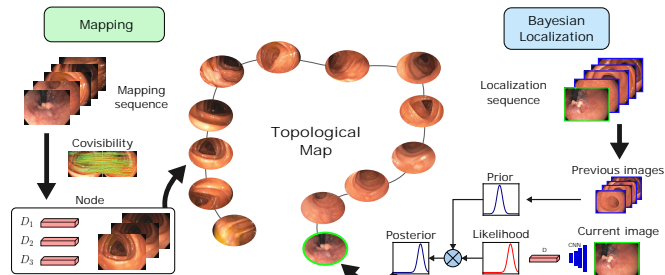 Mapping
Mapping
sequence
Covisibility
Node
D1
D2
D3
Topological
Map
Bayesian
Localization
Localization
sequence
Previous images
Prior
Posterior
Likelihood
D
CNN
Current image